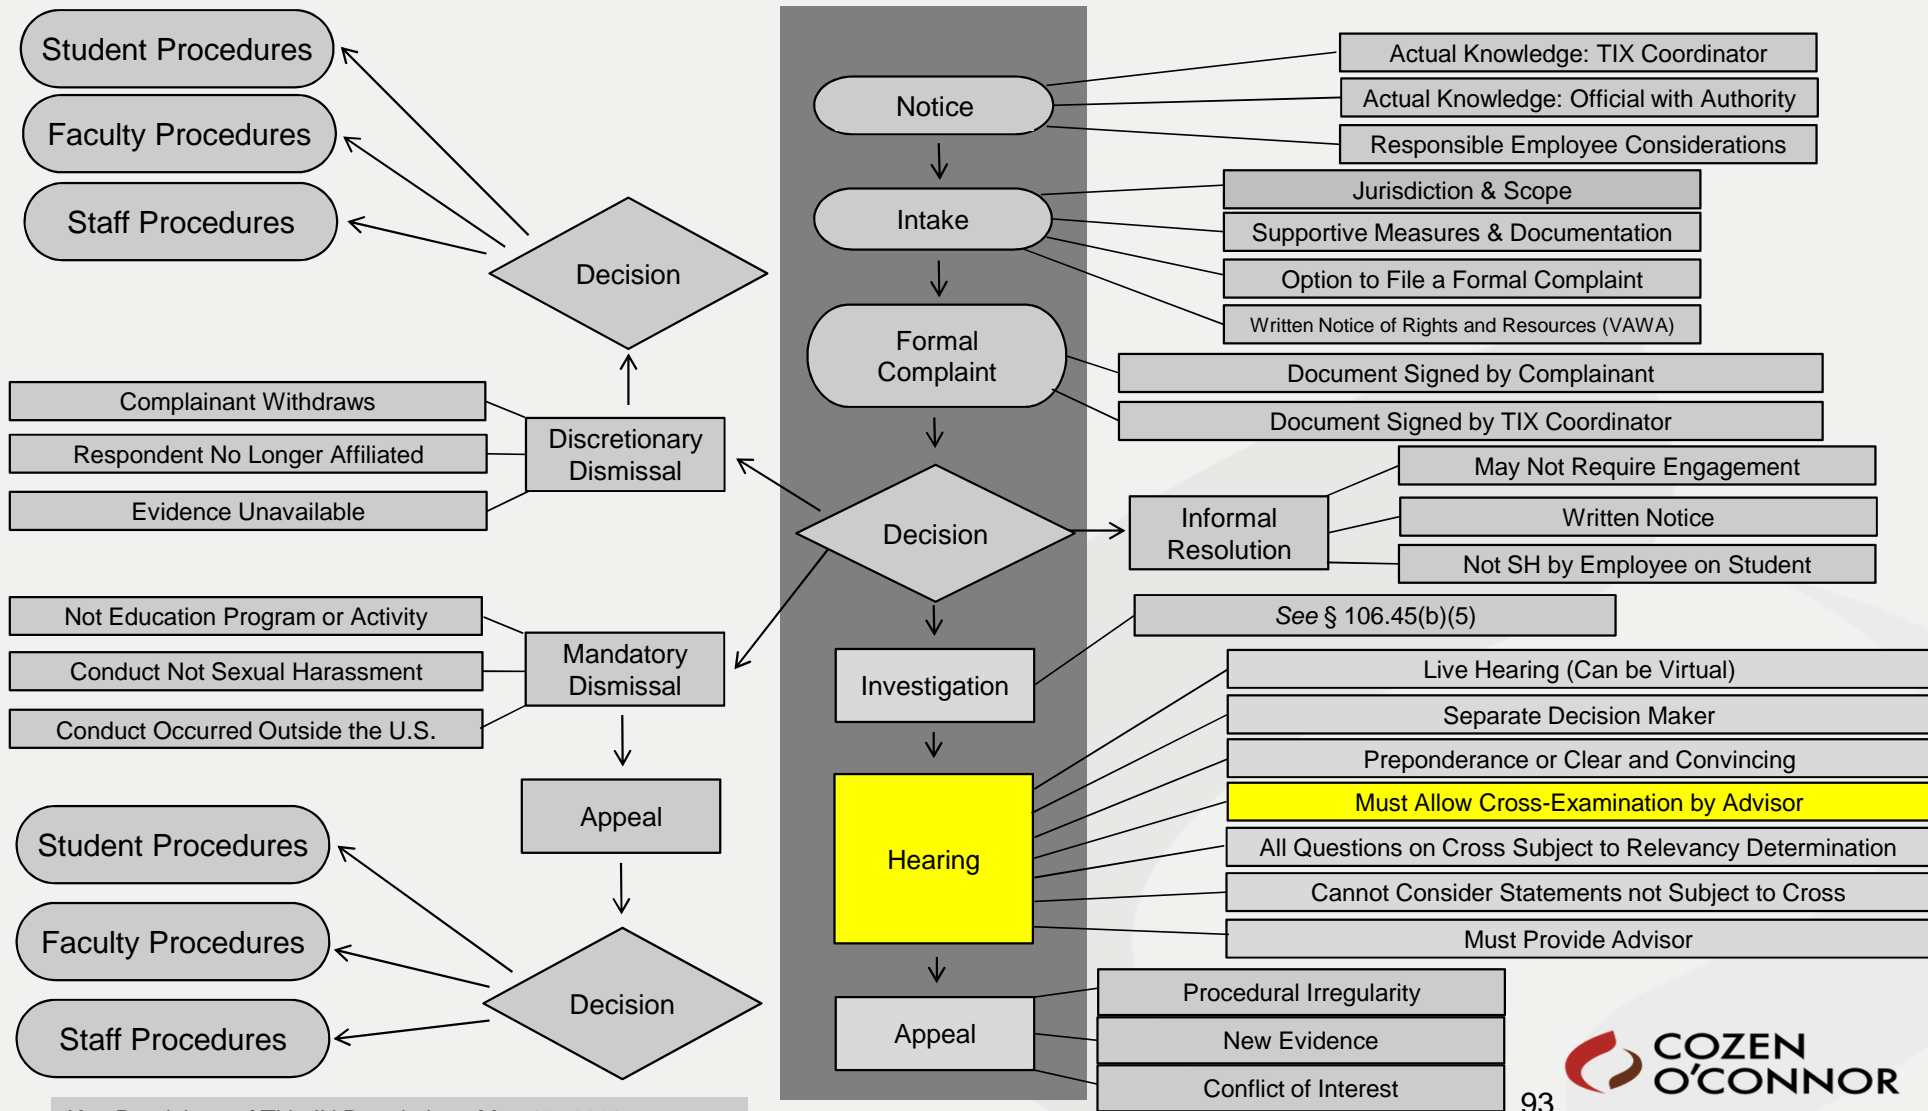 Student Procedures
Faculty Procedures
Staff Procedures
Decision
Complainant Withdraws
Respondent No Longer Affiliated
Evidence Unavailable
Discretionary
Dismissal
Not Education Program or Activity
Conduct Not Sexual Harassment
Conduct Occurred Outside the U.S.
Mandatory
Dismissal
Appeal
Student Procedures
Faculty Procedures
Staff Procedures
Decision
Notice
Actual Knowledge: TIX Coordinator
Actual Knowledge: Official with Authority
Responsible Employee Considerations
Intake
Jurisdiction & Scope
Supportive Measures & Documentation
Option to File a Formal Complaint
Written Notice of Rights and Resources (VAWA)
Formal
Complaint
Document Signed by Complainant
Document Signed by TIX Coordinator
Decision
Informal
Resolution
May Not Require Engagement
Written Notice
Not SH by Employee on Student
Investigation
See § 106.45(b)(5)
Hearing
Live Hearing (Can be Virtual)
Separate Decision Maker
Preponderance or Clear and Convincing
Must Allow Cross-Examination by Advisor
All Questions on Cross Subject to Relevancy Determination
Cannot Consider Statements not Subject to Cross
Must Provide Advisor
Appeal
Procedural Irregularity
New Evidence
Conflict of Interest
COZEN
O'CONNOR
93